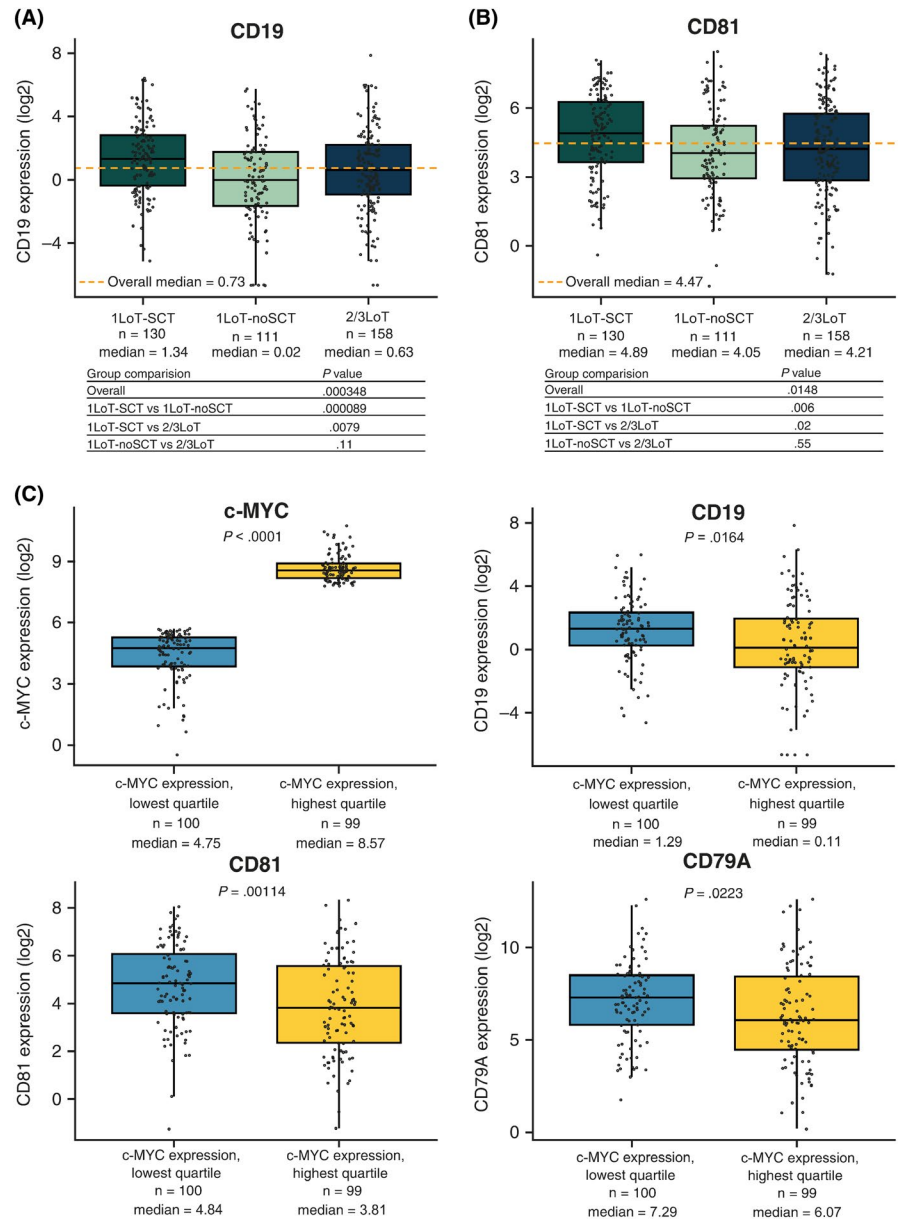 (A)
CD19
CD19 expression (log2)
8
4
0
−4
Overall median = 0.73
1LoT-SCT
n = 130
median = 1.34
1LoT-noSCT
n = 111
median = 0.02
2/3LoT
n = 158
median = 0.63
Group comparision P value
Overall .000348
1LoT-SCT vs 1LoT-noSCT .000089
1LoT-SCT vs 2/3LoT .0079
1LoT-noSCT vs 2/3LoT .11
(B)
CD81
CD81 expression (log2)
6
3
0
Overall median = 4.47
1LoT-SCT
n = 130
median = 4.89
1LoT-noSCT
n = 111
median = 4.05
2/3LoT
n = 158
median = 4.21
Group comparision P value
Overall .0148
1LoT-SCT vs 1LoT-noSCT .006
1LoT-SCT vs 2/3LoT .02
1LoT-noSCT vs 2/3LoT .55
(C)
c-MYC
P < .0001
c-MYC expression (log2)
9
6
3
0
c-MYC expression,
lowest quartile
n = 100
median = 4.75
c-MYC expression,
highest quartile
n = 99
median = 8.57
CD19
P = .0164
CD19 expression (log2)
8
4
0
−4
c-MYC expression,
lowest quartile
n = 100
median = 1.29
c-MYC expression,
highest quartile
n = 99
median = 0.11
CD81
P = .00114
CD81 expression (log2)
8
6
4
2
0
c-MYC expression,
lowest quartile
n = 100
median = 4.84
c-MYC expression,
highest quartile
n = 99
median = 3.81
CD79A
P = .0223
CD79A expression (log2)
10
5
0
c-MYC expression,
lowest quartile
n = 100
median = 7.29
c-MYC expression,
highest quartile
n = 99
median = 6.07